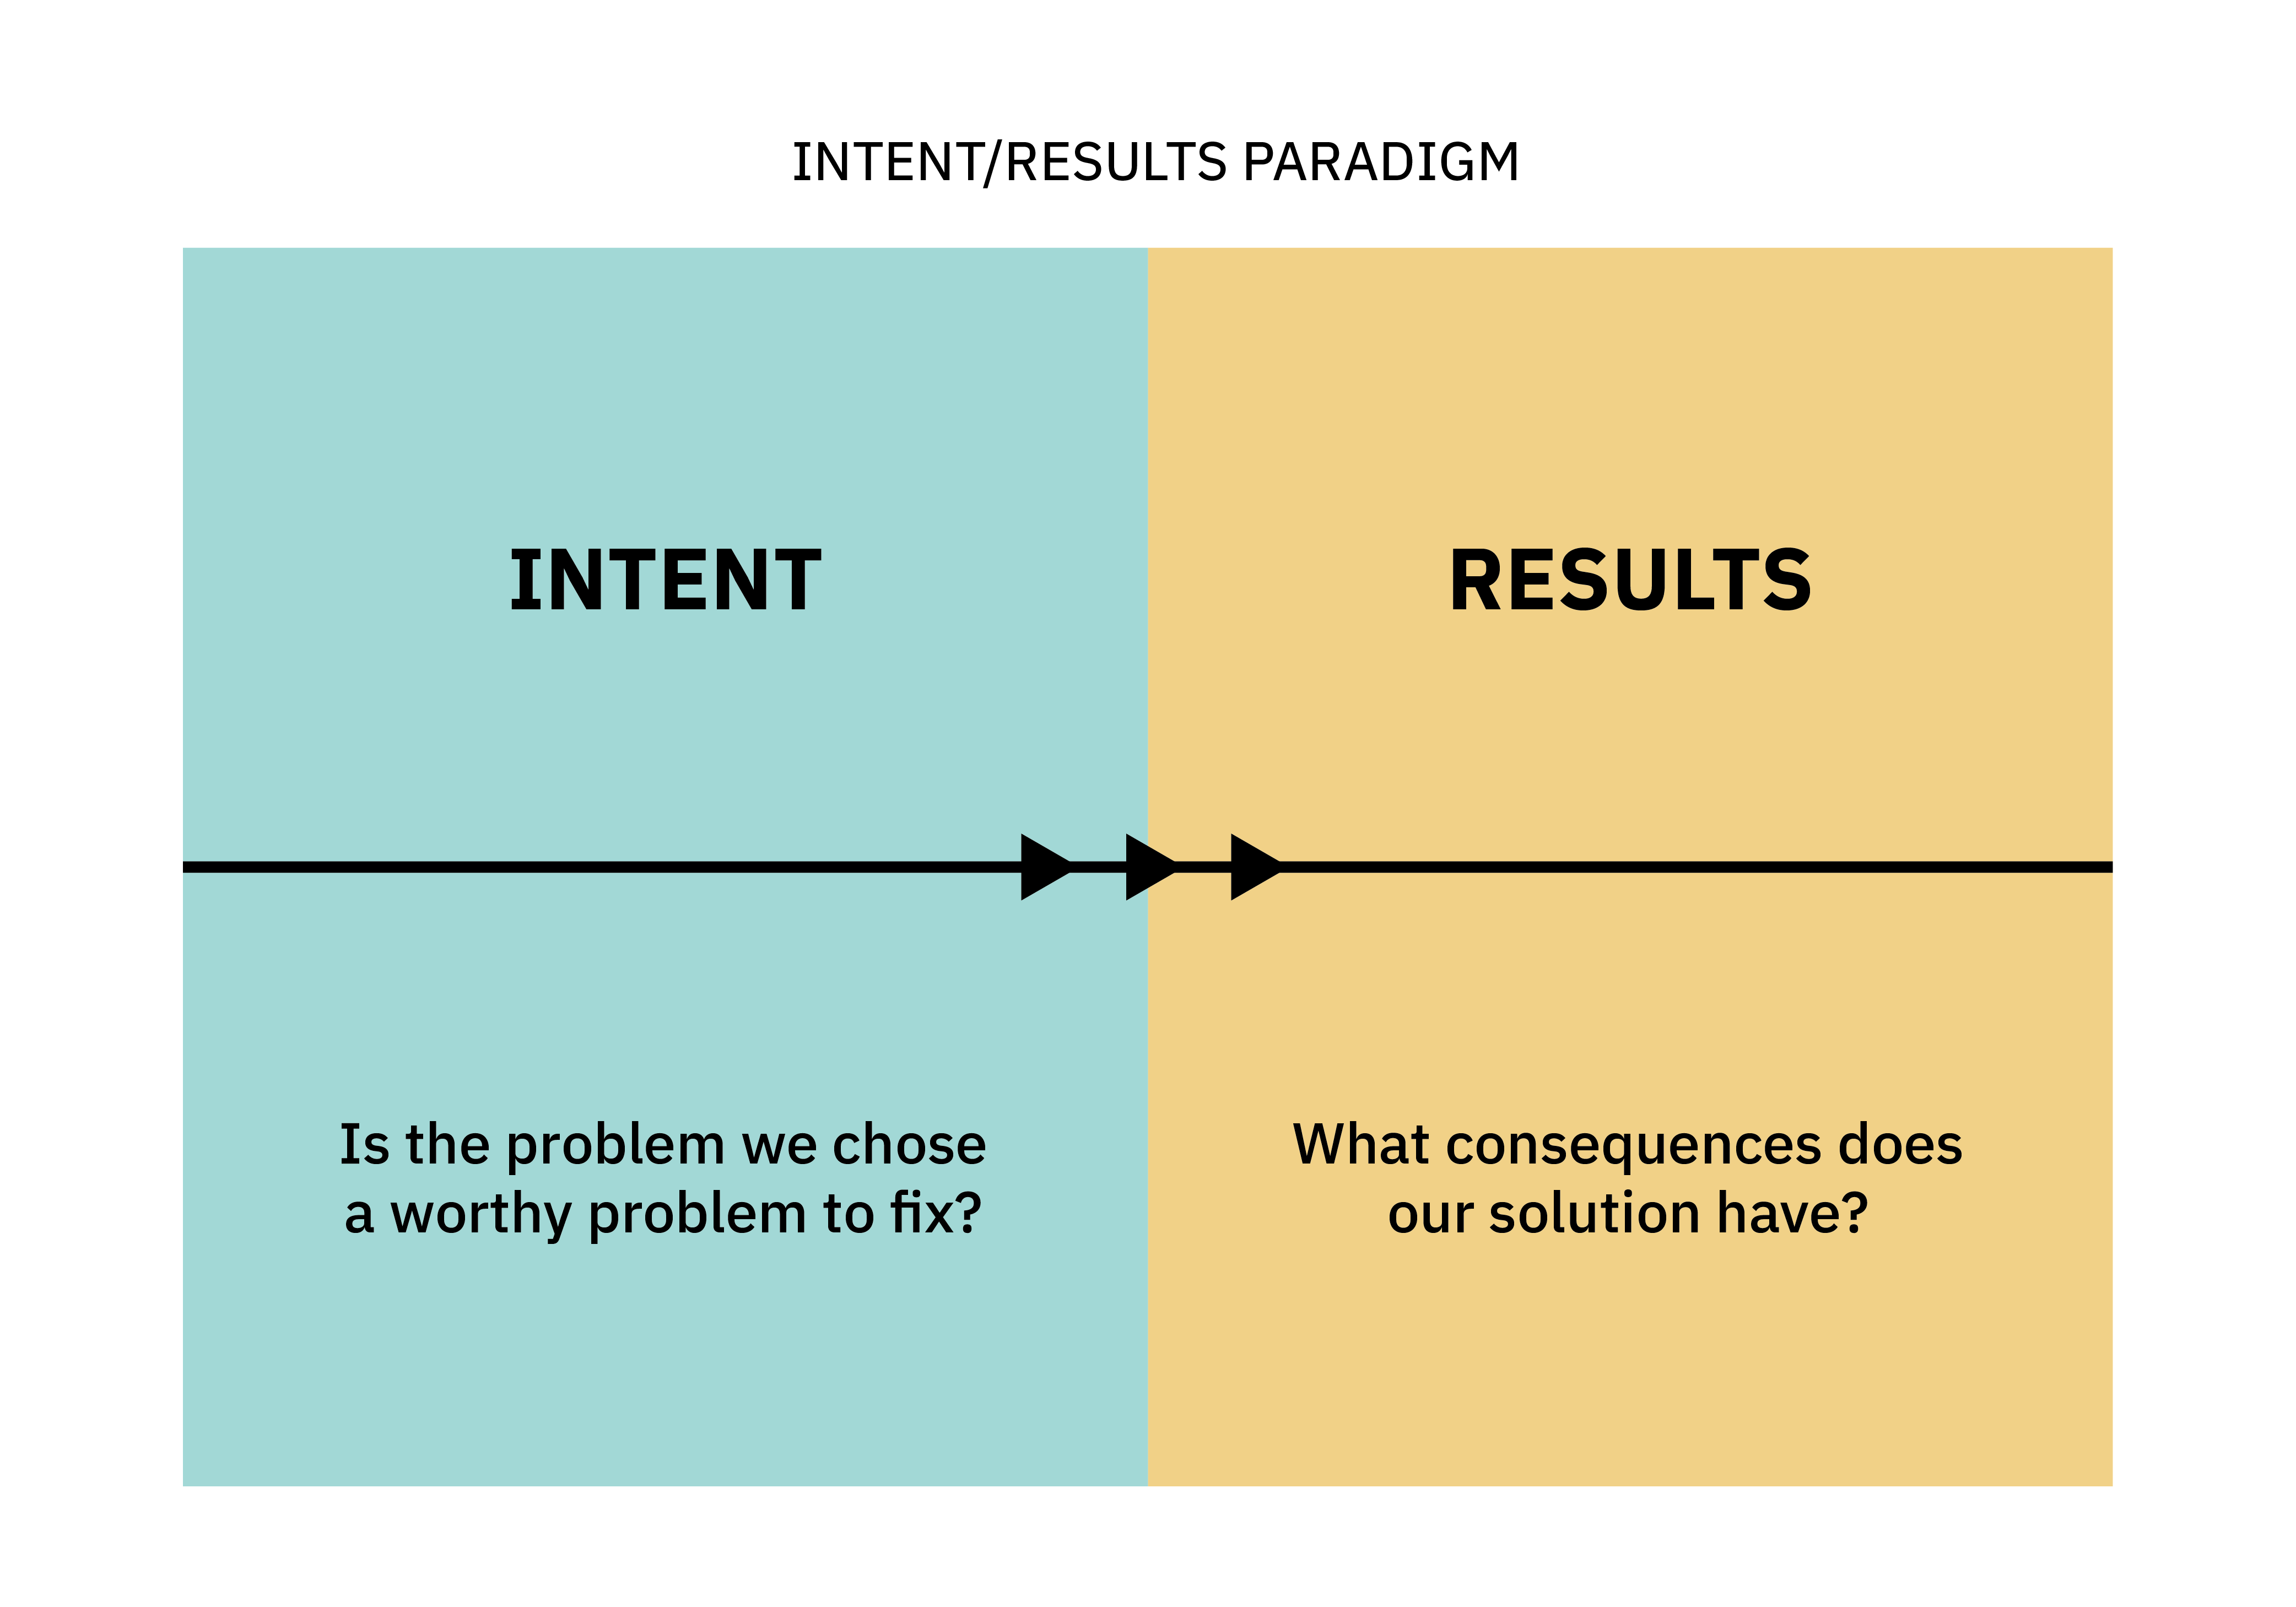 INTENT/RESULTS PARADIGM
INTENT
RESULTS
Is the problem we chose
a worthy problem to fix?
What consequences does
our solution have?